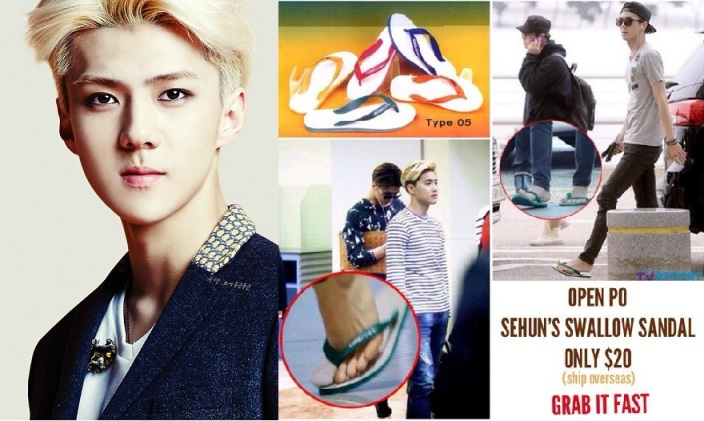 Type 05
OPEN PO
SEHUN'S SWALLOW SANDAL
ONLY $20
(ship overseas)
GRAB IT FAST